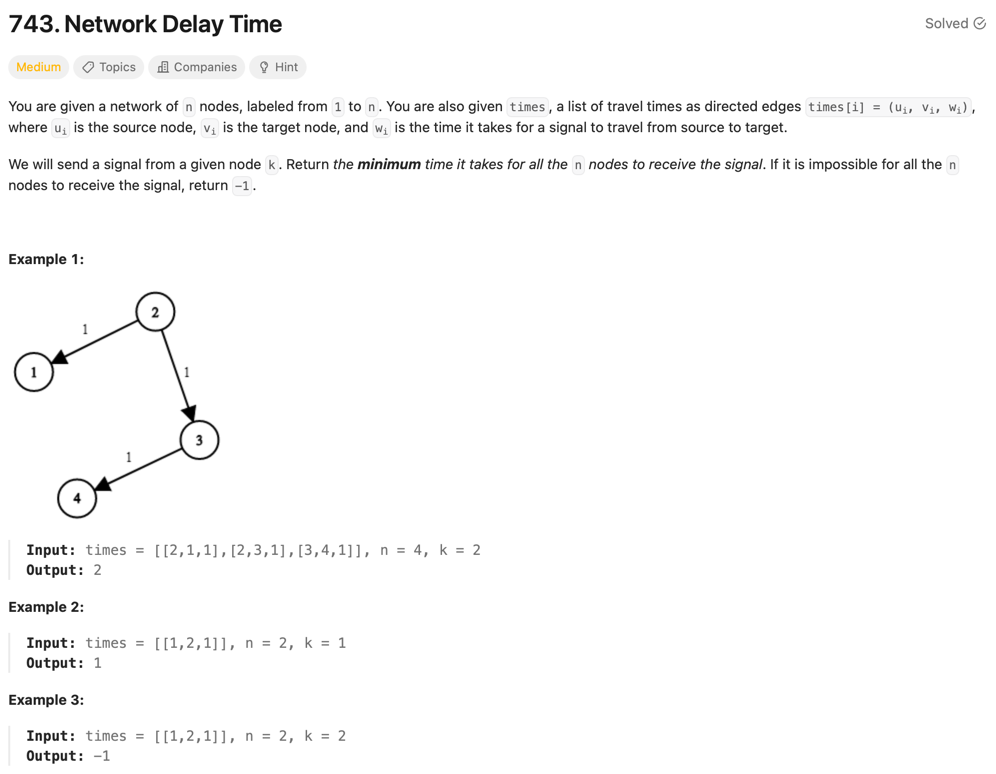 743. Network Delay Time
Solved
Medium Topics Companies Hint
You are given a network of n nodes, labeled from 1 to n. You are also given times, a list of travel times as directed edges times[i] = (uᵢ, vᵢ, wᵢ),
where uᵢ is the source node, vᵢ is the target node, and wᵢ is the time it takes for a signal to travel from source to target.
We will send a signal from a given node k. Return the minimum time it takes for all the n nodes to receive the signal. If it is impossible for all the n
nodes to receive the signal, return -1.
Example 1:
2
1
1
1
3
1
4
Input: times = [[2,1,1],[2,3,1],[3,4,1]], n = 4, k = 2
Output: 2
Example 2:
Input: times = [[1,2,1]], n = 2, k = 1
Output: 1
Example 3:
Input: times = [[1,2,1]], n = 2, k = 2
Output: -1